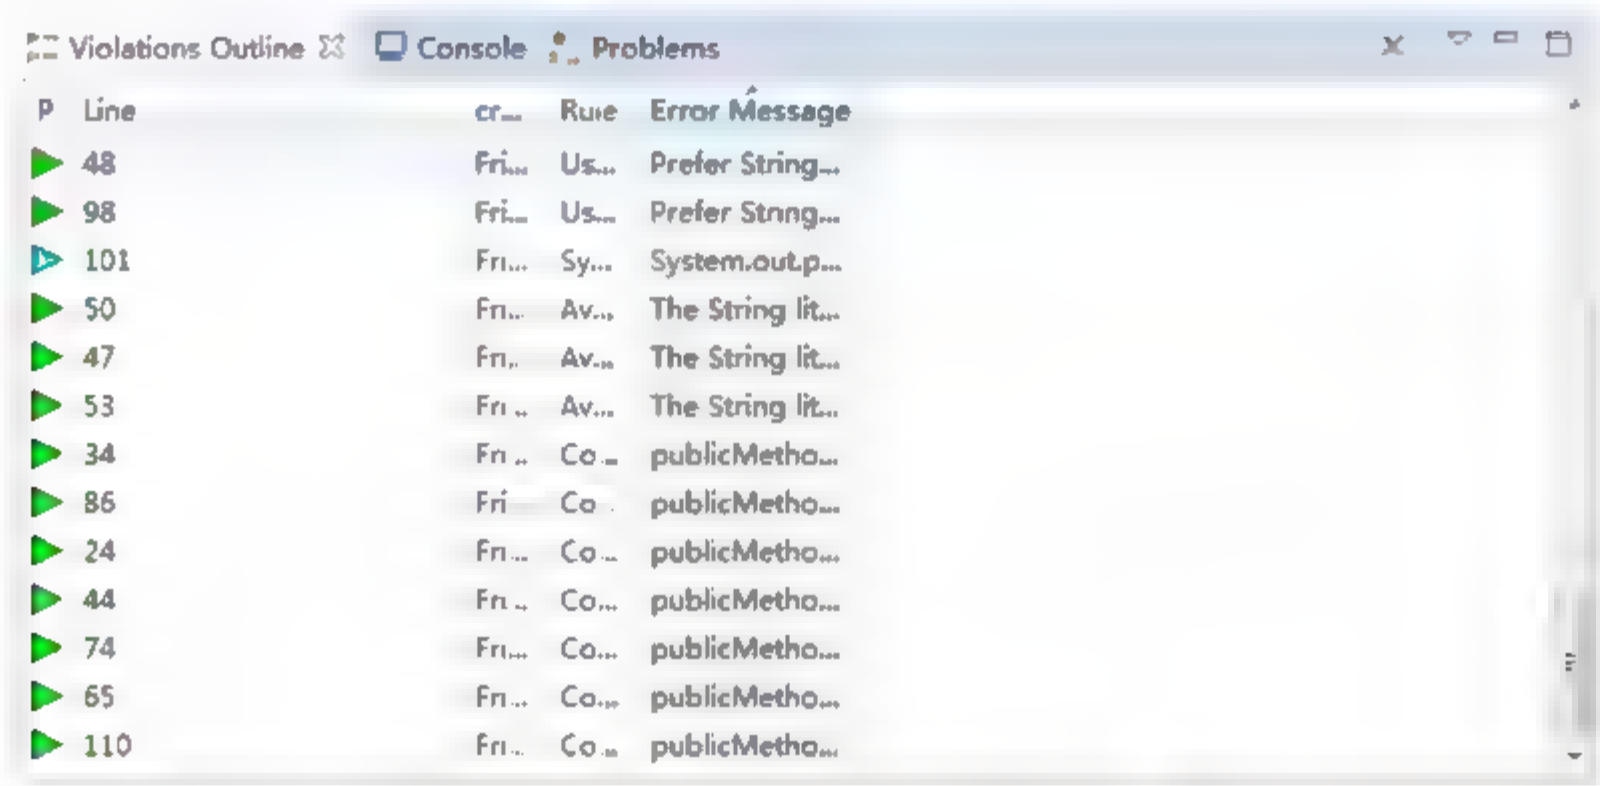 Violations Outline Console Problems
P Line cr... Rule Error Message
48 Fri... Us... Prefer String...
98 Fri... Us... Prefer String...
101 Fri... Sy... System.out.p...
50 Fri... Av... The String lit...
47 Fri... Av... The String lit...
53 Fri... Av... The String lit...
34 Fri... Co... publicMetho...
86 Fri... Co... publicMetho...
24 Fri... Co... publicMetho...
44 Fri... Co... publicMetho...
74 Fri... Co... publicMetho...
65 Fri... Co... publicMetho...
110 Fri... Co... publicMetho...